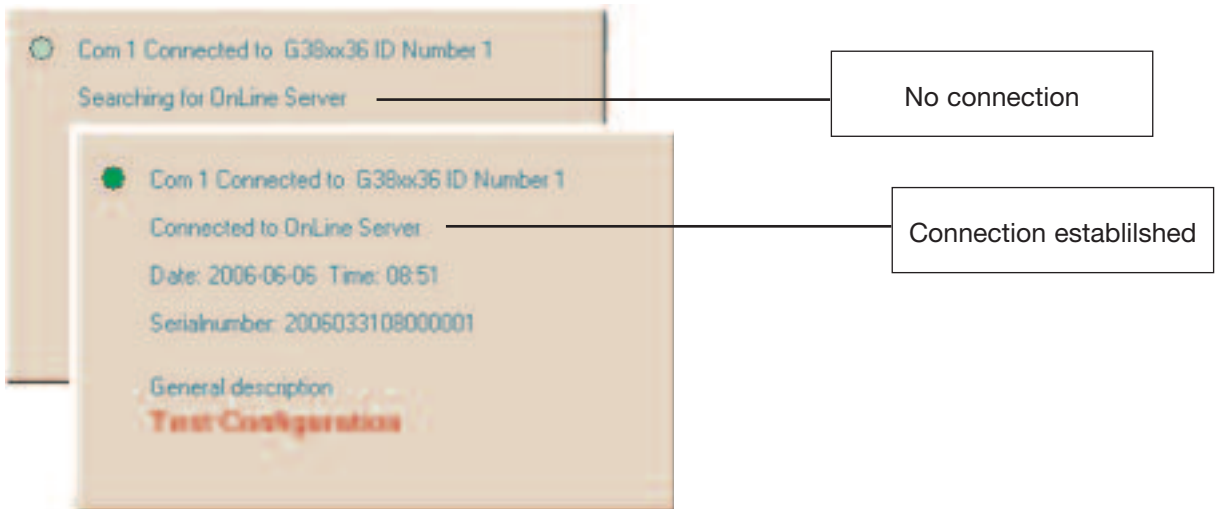 Com 1 Connected to G38xx36 ID Number 1
Searching for OnLine Server
No connection
Com 1 Connected to G38xx36 ID Number 1
Connected to OnLine Server
Connection establilshed
Date: 2006-06-06 Time: 08:51
Serialnumber: 2006033108000001
General description
Test Configuration